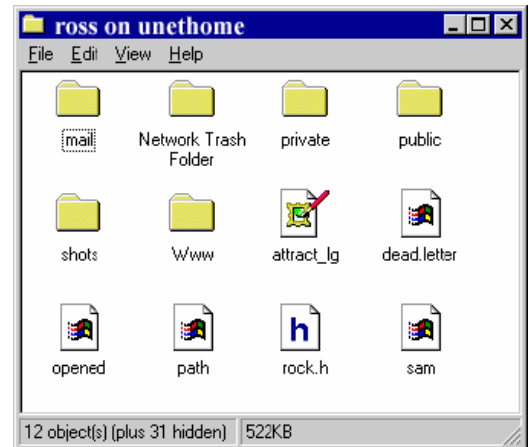 ross on unethome
File Edit View Help
mail Network Trash Folder private public
shots Www attract_lg dead.letter
h
opened path rock.h sam
12 object(s) (plus 31 hidden) 522KB